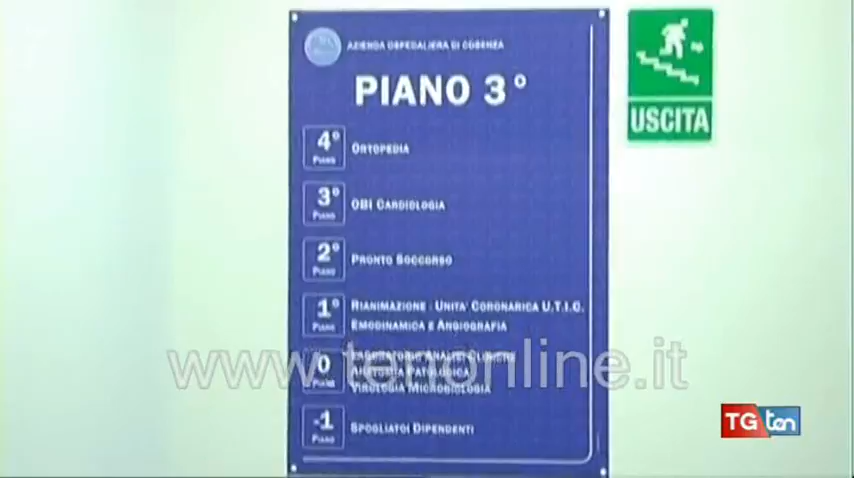 AZIENDA OSPEDALIERA DI COSENZA
PIANO 3°
4° PIANO
ORTOPEDIA
3° PIANO
OBI CARDIOLOGIA
2° PIANO
PRONTO SOCCORSO
1° PIANO
RIANIMAZIONE - UNITA' CORONARICA U.T.I.C.
EMODINAMICA E ANGIOGRAFIA
0 PIANO
LABORATORIO ANALISI CLINICHE
ANATOMIA PATOLOGICA
VIROLOGIA MICROBIOLOGIA
-1 PIANO
SPOGLIATOI DIPENDENTI
USCITA
www.tenonline.it
TG ten